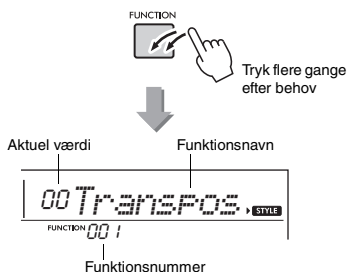 FUNCTION
Tryk flere gange
efter behov
Aktuel værdi
Funktionsnavn
00 Transpos. STYLE
FUNCTION 001
Funktionsnummer